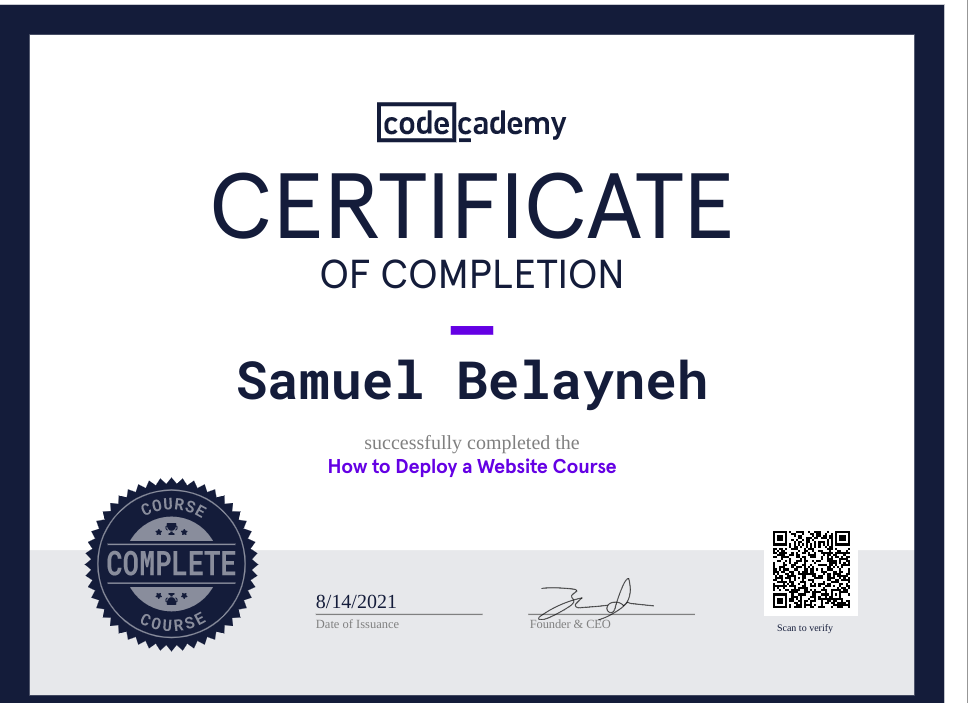 codecademy
CERTIFICATE
OF COMPLETION
Samuel Belayneh
successfully completed the
How to Deploy a Website Course
COURSE
COMPLETE
COURSE
8/14/2021
Date of Issuance
Founder & CEO
Scan to verify